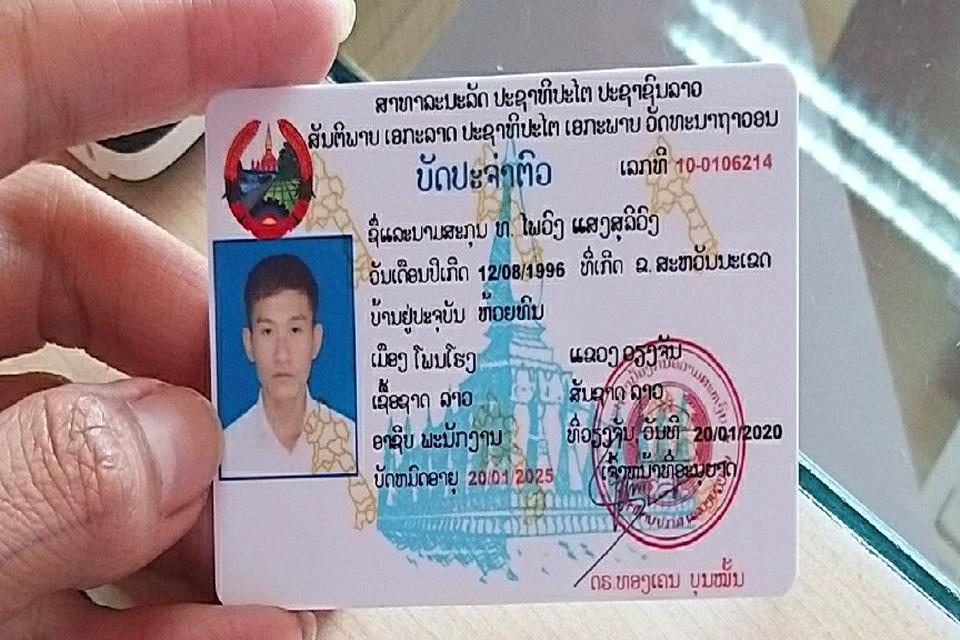 ສາທາລະນະລັດ ປະຊາທິປະໄຕ ປະຊາຊົນລາວ
ສັນຕິພາບ ເອກະລາດ ປະຊາທິປະໄຕ ເອກະພາບ ວັດທະນາຖາວອນ
ບັດປະຈຳຕົວ
ເລກທີ 10-0106214
ຊື່ແລະນາມສະກຸນ ທ. ໄພວົງ ແສງສຸລິວົງ
ວັນເດືອນປີເກີດ 12/08/1996 ທີ່ເກີດ ຂ. ສະຫວັນນະເຂດ
ບ້ານຢູ່ປະຈຸບັນ ຫ້ວຍທົນ
ເມືອງ ໂພນໂຮງ ແຂວງ ວຽງຈັນ
ເຊື້ອຊາດ ລາວ ສັນຊາດ ລາວ
ອາຊີບ ພະນັກງານ ທີ່ວຽງຈັນ, ວັນທີ 20/01/2020
ບັດຫມົດອາຍຸ 20/01/2025 ເຈົ້າຫນ້າທີ່ອະນຸຍາດ
ດຣ.ທອງເຄນ ບຸນໝັ້ນ